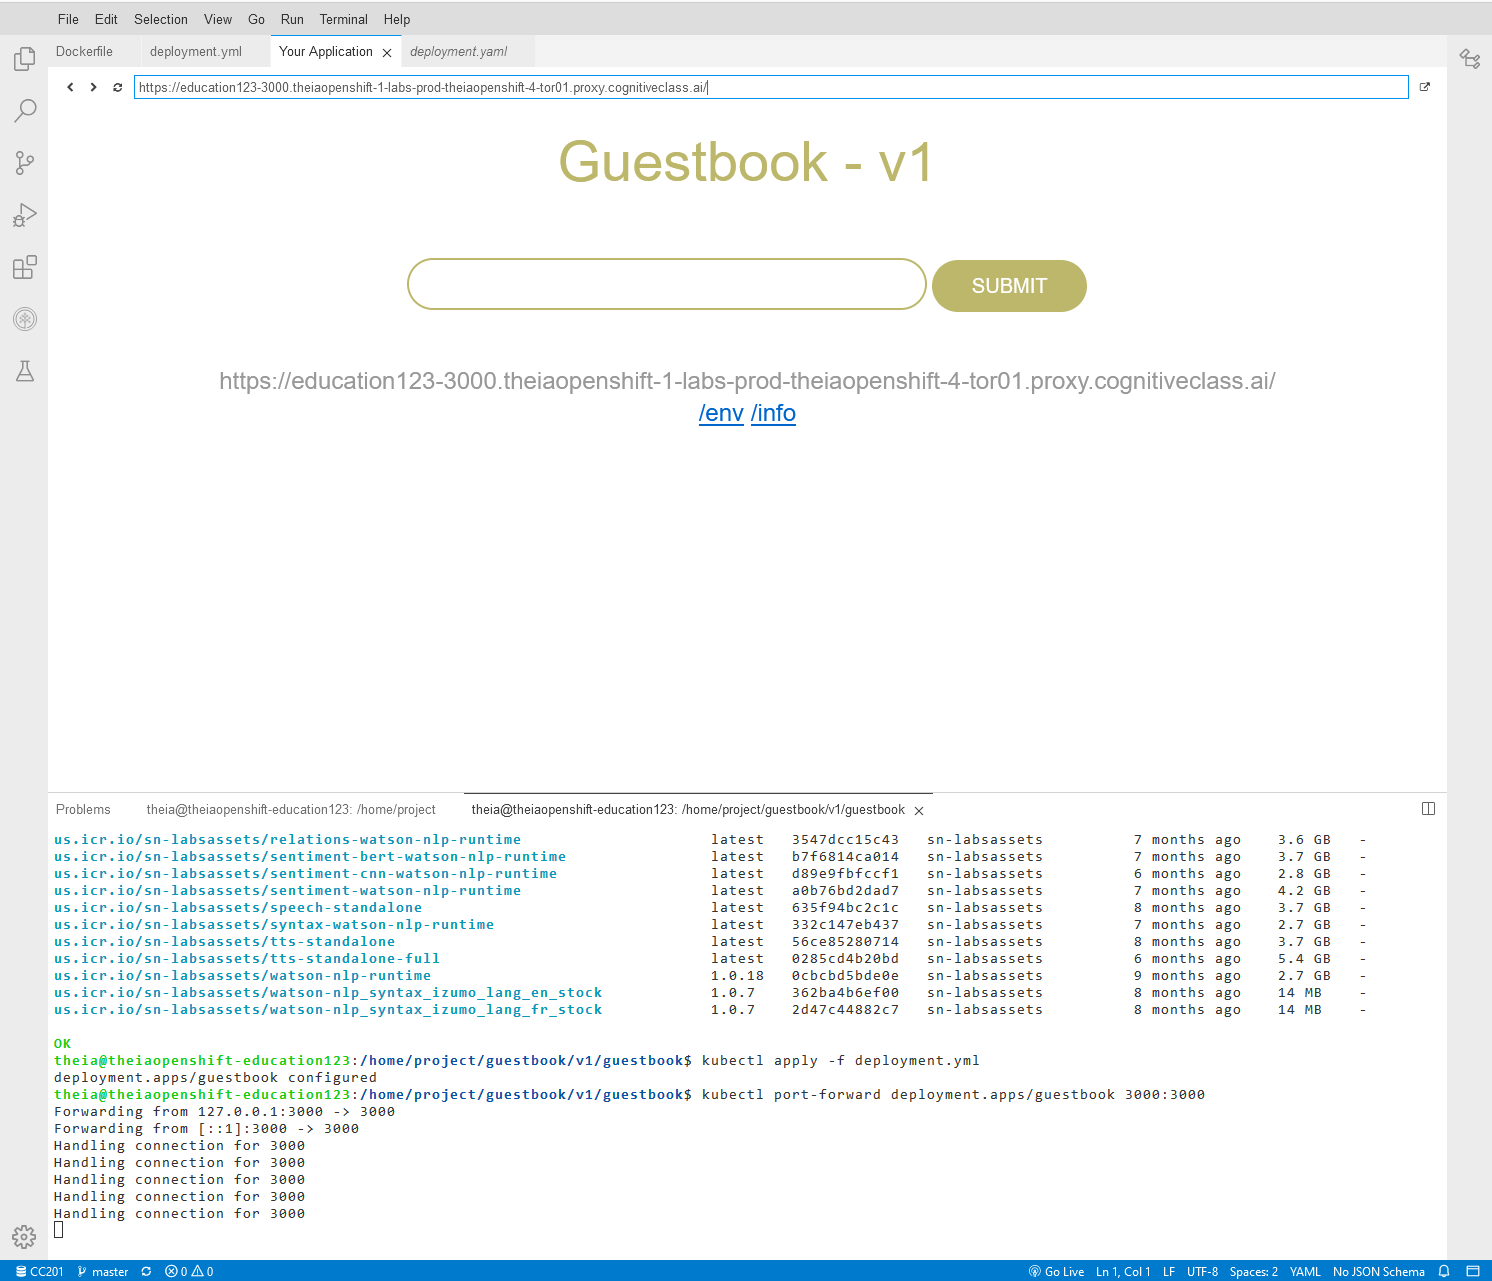 File Edit Selection View Go Run Terminal Help
Dockerfile deployment.yml Your Application deployment.yaml
https://education123-3000.theiaopenshift-1-labs-prod-theiaopenshift-4-tor01.proxy.cognitiveclass.ai/
Guestbook - v1
SUBMIT
https://education123-3000.theiaopenshift-1-labs-prod-theiaopenshift-4-tor01.proxy.cognitiveclass.ai/
/env /info
Problems theia@theiaopenshift-education123: /home/project theia@theiaopenshift-education123: /home/project/guestbook/v1/guestbook
us.icr.io/sn-labsassets/relations-watson-nlp-runtime latest 3547dcc15c43 sn-labsassets 7 months ago 3.6 GB -
us.icr.io/sn-labsassets/sentiment-bert-watson-nlp-runtime latest b7f6814ca014 sn-labsassets 7 months ago 3.7 GB -
us.icr.io/sn-labsassets/sentiment-cnn-watson-nlp-runtime latest d89e9fbfccf1 sn-labsassets 6 months ago 2.8 GB -
us.icr.io/sn-labsassets/sentiment-watson-nlp-runtime latest a0b76bd2dad7 sn-labsassets 7 months ago 4.2 GB -
us.icr.io/sn-labsassets/speech-standalone latest 635f94bc2c1c sn-labsassets 8 months ago 3.7 GB -
us.icr.io/sn-labsassets/syntax-watson-nlp-runtime latest 332c147eb437 sn-labsassets 7 months ago 2.7 GB -
us.icr.io/sn-labsassets/tts-standalone latest 56ce85280714 sn-labsassets 8 months ago 3.7 GB -
us.icr.io/sn-labsassets/tts-standalone-full latest 0285cd4b20bd sn-labsassets 6 months ago 5.4 GB -
us.icr.io/sn-labsassets/watson-nlp-runtime 1.0.18 0cbcbd5bde0e sn-labsassets 9 months ago 2.7 GB -
us.icr.io/sn-labsassets/watson-nlp_syntax_izumo_lang_en_stock 1.0.7 362ba4b6ef00 sn-labsassets 8 months ago 14 MB -
us.icr.io/sn-labsassets/watson-nlp_syntax_izumo_lang_fr_stock 1.0.7 2d47c44882c7 sn-labsassets 8 months ago 14 MB -
OK
theia@theiaopenshift-education123:/home/project/guestbook/v1/guestbook$ kubectl apply -f deployment.yml
deployment.apps/guestbook configured
theia@theiaopenshift-education123:/home/project/guestbook/v1/guestbook$ kubectl port-forward deployment.apps/guestbook 3000:3000
Forwarding from 127.0.0.1:3000 -> 3000
Forwarding from [::1]:3000 -> 3000
Handling connection for 3000
Handling connection for 3000
Handling connection for 3000
Handling connection for 3000
Handling connection for 3000
CC201 master 0 0 Go Live Ln 1, Col 1 LF UTF-8 Spaces: 2 YAML No JSON Schema